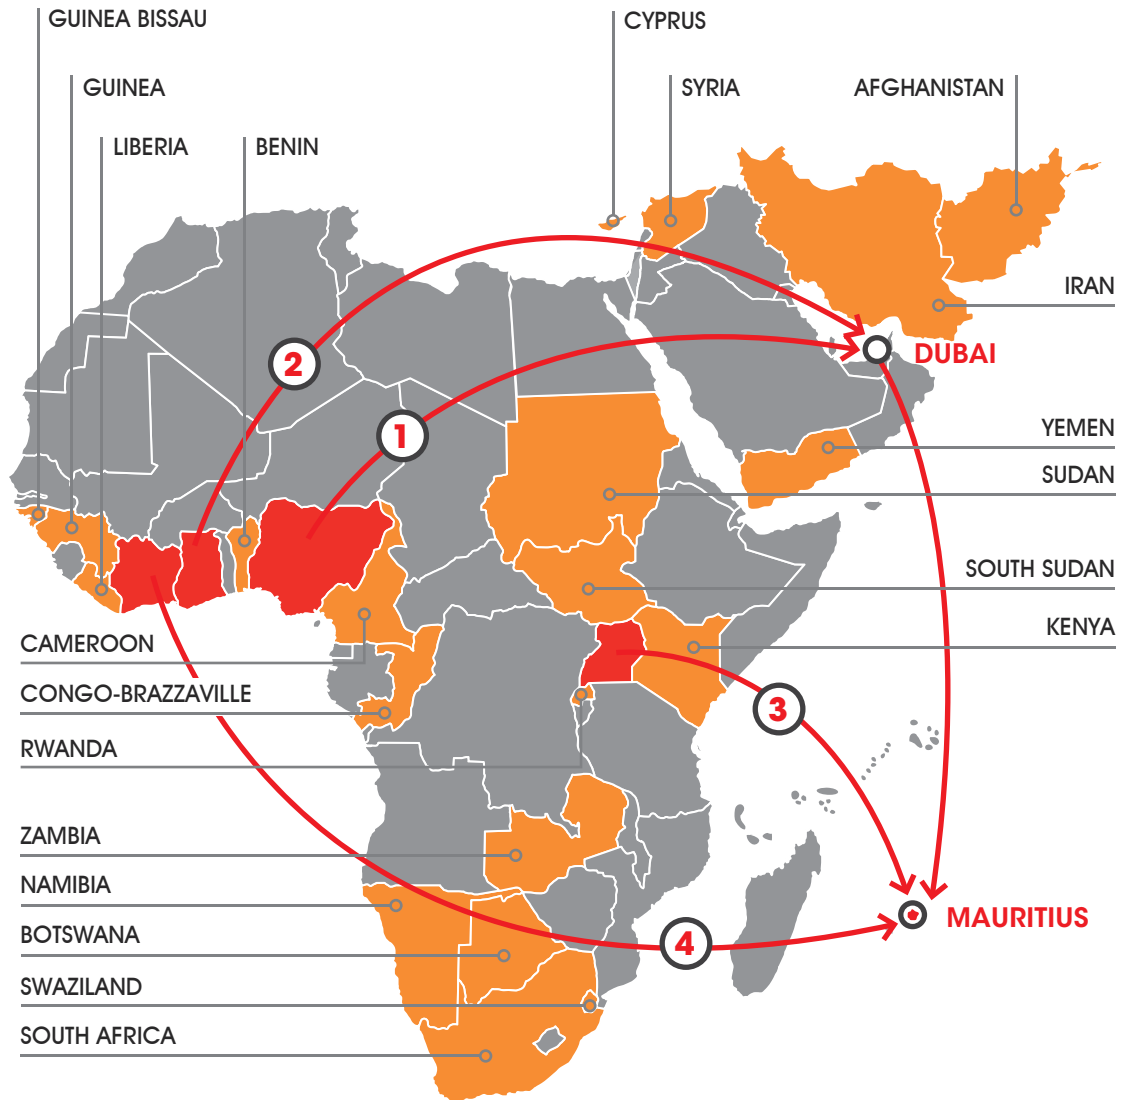 GUINEA BISSAU
CYPRUS
GUINEA
SYRIA
AFGHANISTAN
LIBERIA
BENIN
IRAN
DUBAI
2
1
YEMEN
SUDAN
SOUTH SUDAN
KENYA
CAMEROON
CONGO-BRAZZAVILLE
3
RWANDA
ZAMBIA
NAMIBIA
MAURITIUS
BOTSWANA
4
SWAZILAND
SOUTH AFRICA